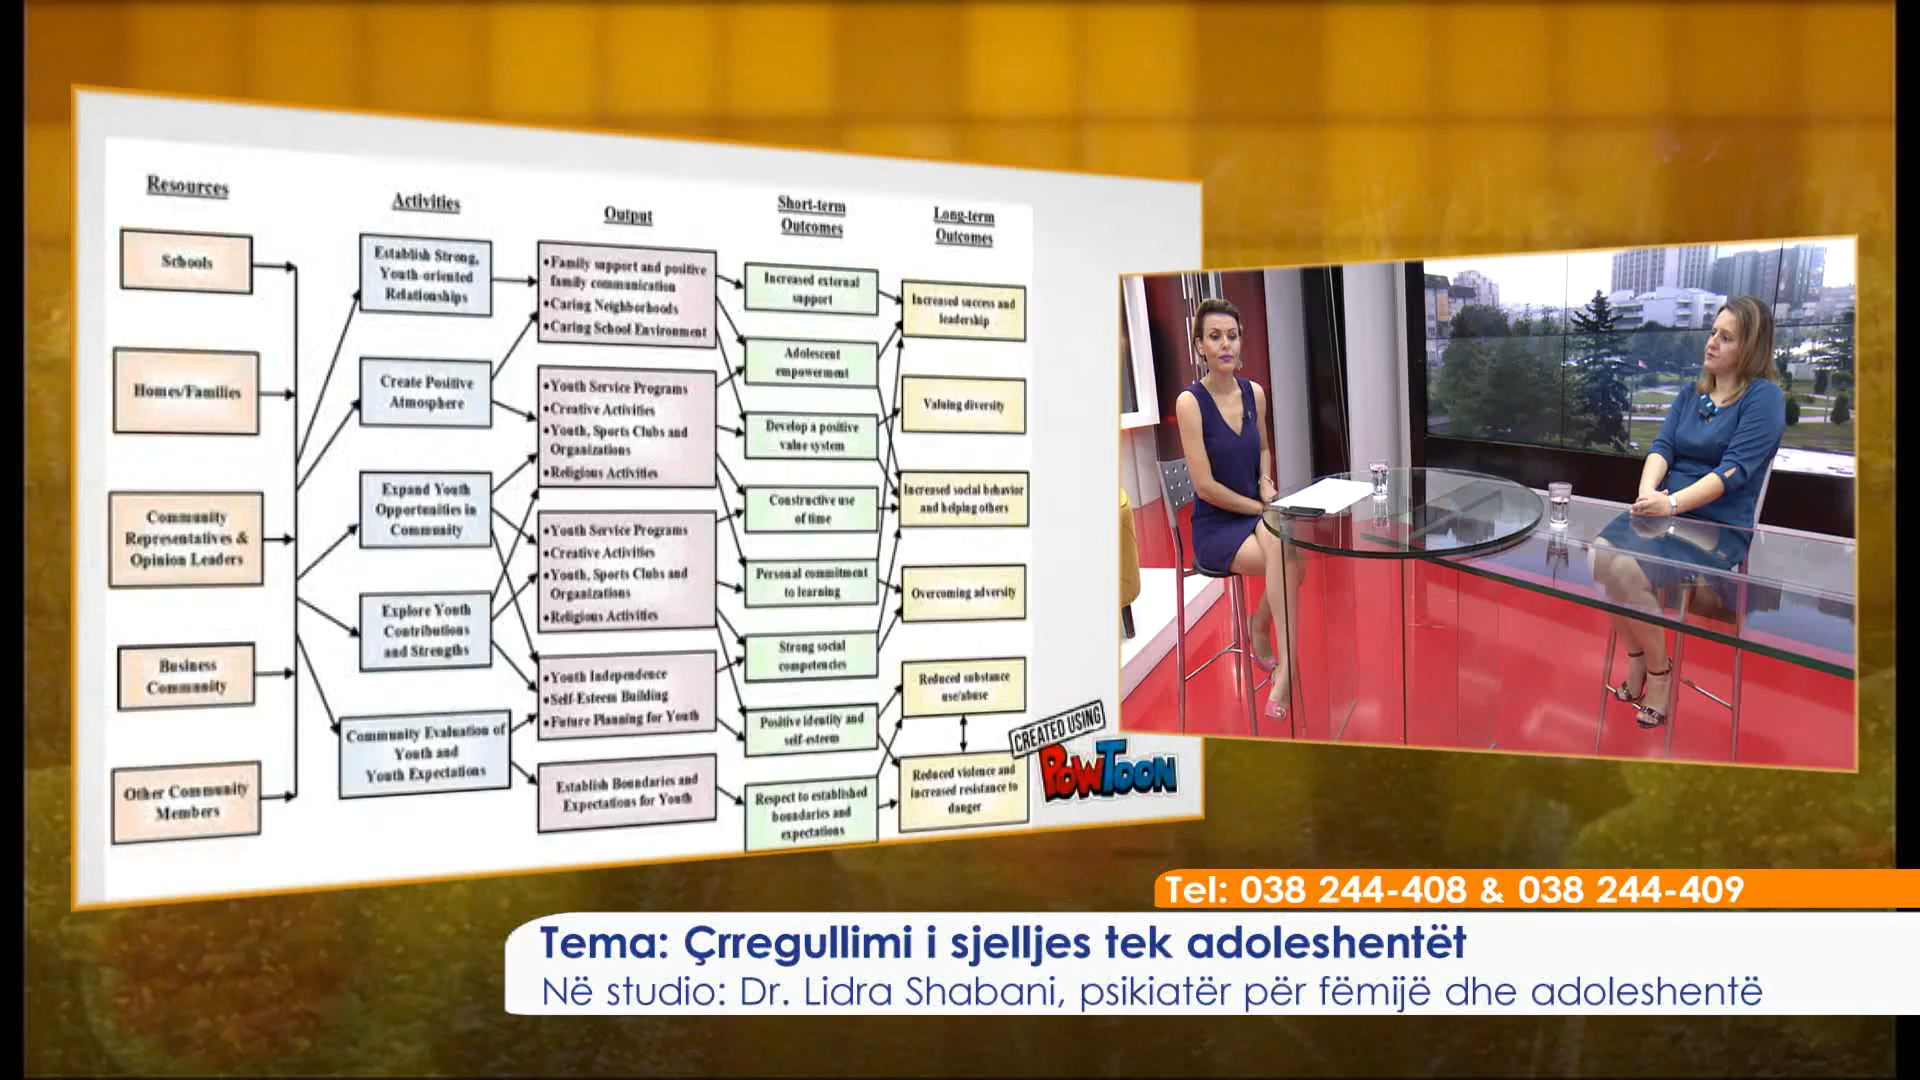 Resources
Schools
Homes/Families
Community
Representatives &
Opinion Leaders
Business
Community
Other Community
Members
Activities
Establish Strong,
Youth-oriented
Relationships
Create Positive
Atmosphere
Expand Youth
Opportunities in
Community
Explore Youth
Contributions
and Strengths
Community Evaluation of
Youth and
Youth Expectations
Output
•Family support and positive
family communication
•Caring Neighborhoods
•Caring School Environment
•Youth Service Programs
•Creative Activities
•Youth, Sports Clubs and
Organizations
•Religious Activities
•Youth Service Programs
•Creative Activities
•Youth, Sports Clubs and
Organizations
•Religious Activities
•Youth Independence
•Self-Esteem Building
•Future Planning for Youth
Establish Boundaries and
Expectations for Youth
Short-term
Outcomes
Increased external
support
Adolescent
empowerment
Develop a positive
value system
Constructive use
of time
Personal commitment
to learning
Strong social
competencies
Positive identity and
self-esteem
Respect to established
boundaries and
expectations
Long-term
Outcomes
Increased success and
leadership
Valuing diversity
Increased social behavior
and helping others
Overcoming adversity
Reduced substance
use/abuse
Reduced violence and
increased resistance to
danger
CREATED USING
POWTOON
Tel: 038 244-408 & 038 244-409
Tema: Çrregullimi i sjelljes tek adoleshentët
Në studio: Dr. Lidra Shabani, psikiatër për fëmijë dhe adoleshentë